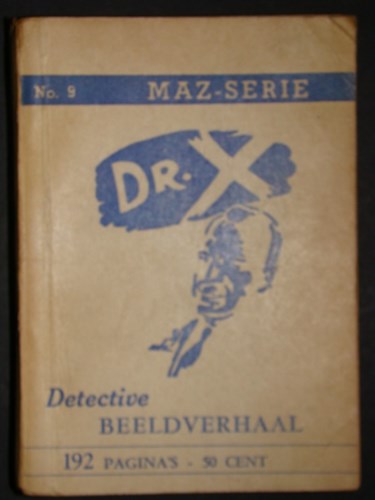 No. 9 MAZ-SERIE
DR. X
Detective
BEELDVERHAAL
192 PAGINA'S - 50 CENT